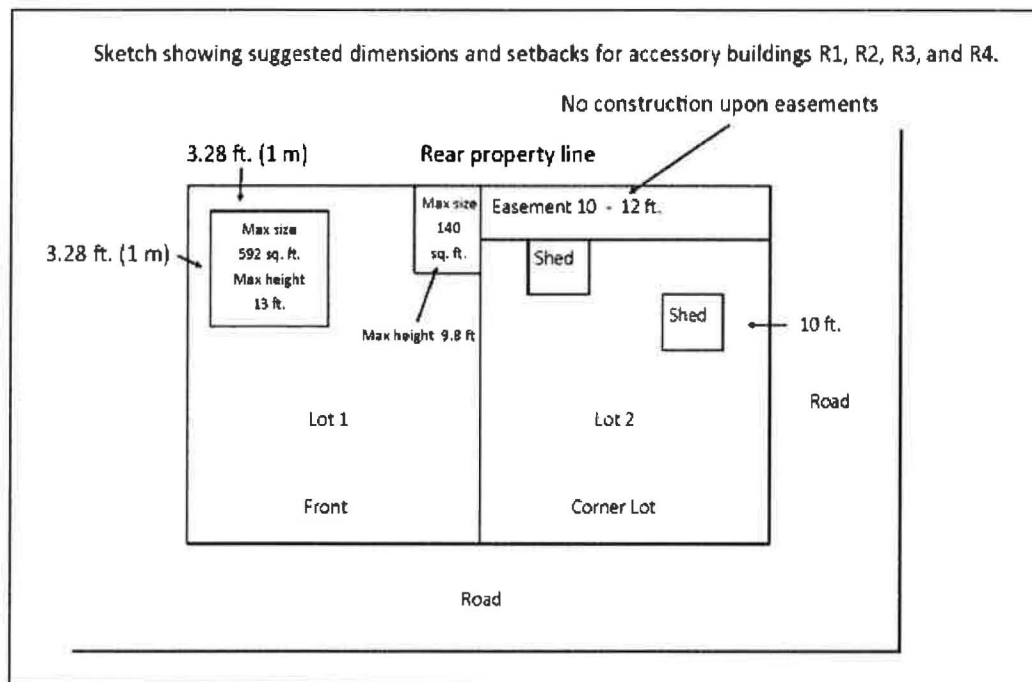 Sketch showing suggested dimensions and setbacks for accessory buildings R1, R2, R3, and R4.
No construction upon easements
3.28 ft. (1 m)
Rear property line
Max size
592 sq. ft.
Max height
13 ft.
Max size
140
sq. ft.
Easement 10 - 12 ft.
3.28 ft. (1 m)
Shed
Shed
10 ft.
Max height 9.8 ft
Road
Lot 1
Lot 2
Front
Corner Lot
Road